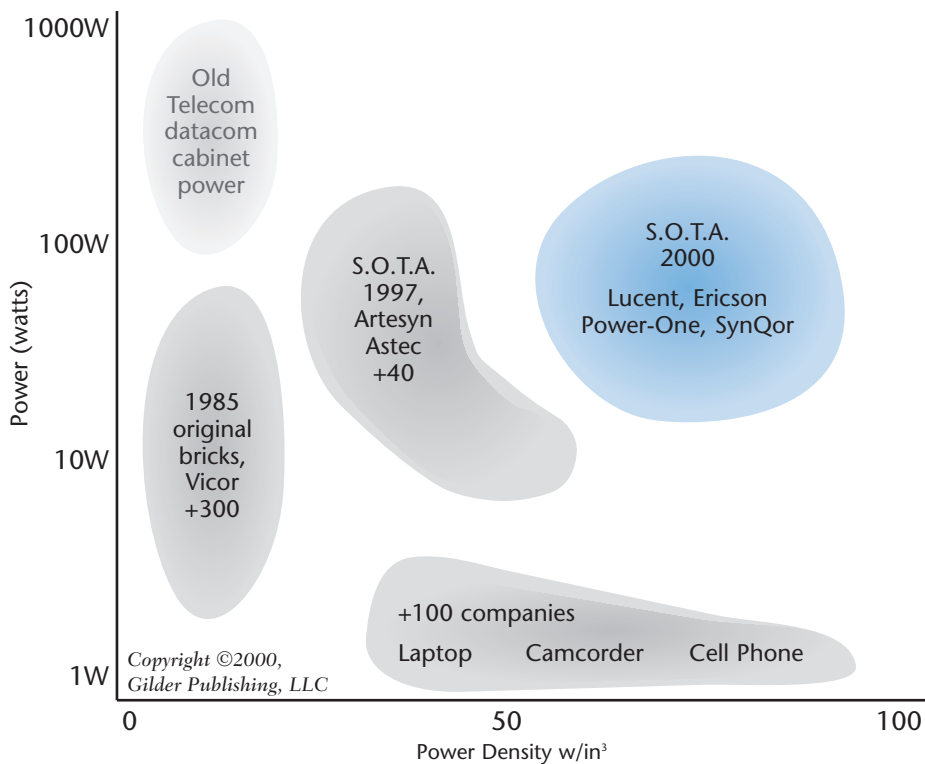 1000W
100W
10W
1W
Power (watts)
Old
Telecom
datacom
cabinet
power
S.O.T.A.
1997,
Artesyn
Astec
+40
S.O.T.A.
2000
Lucent, Ericson
Power-One, SynQor
1985
original
bricks,
Vicor
+300
+100 companies
Laptop Camcorder Cell Phone
Copyright ©2000,
Gilder Publishing, LLC
0 50 100
Power Density w/in³